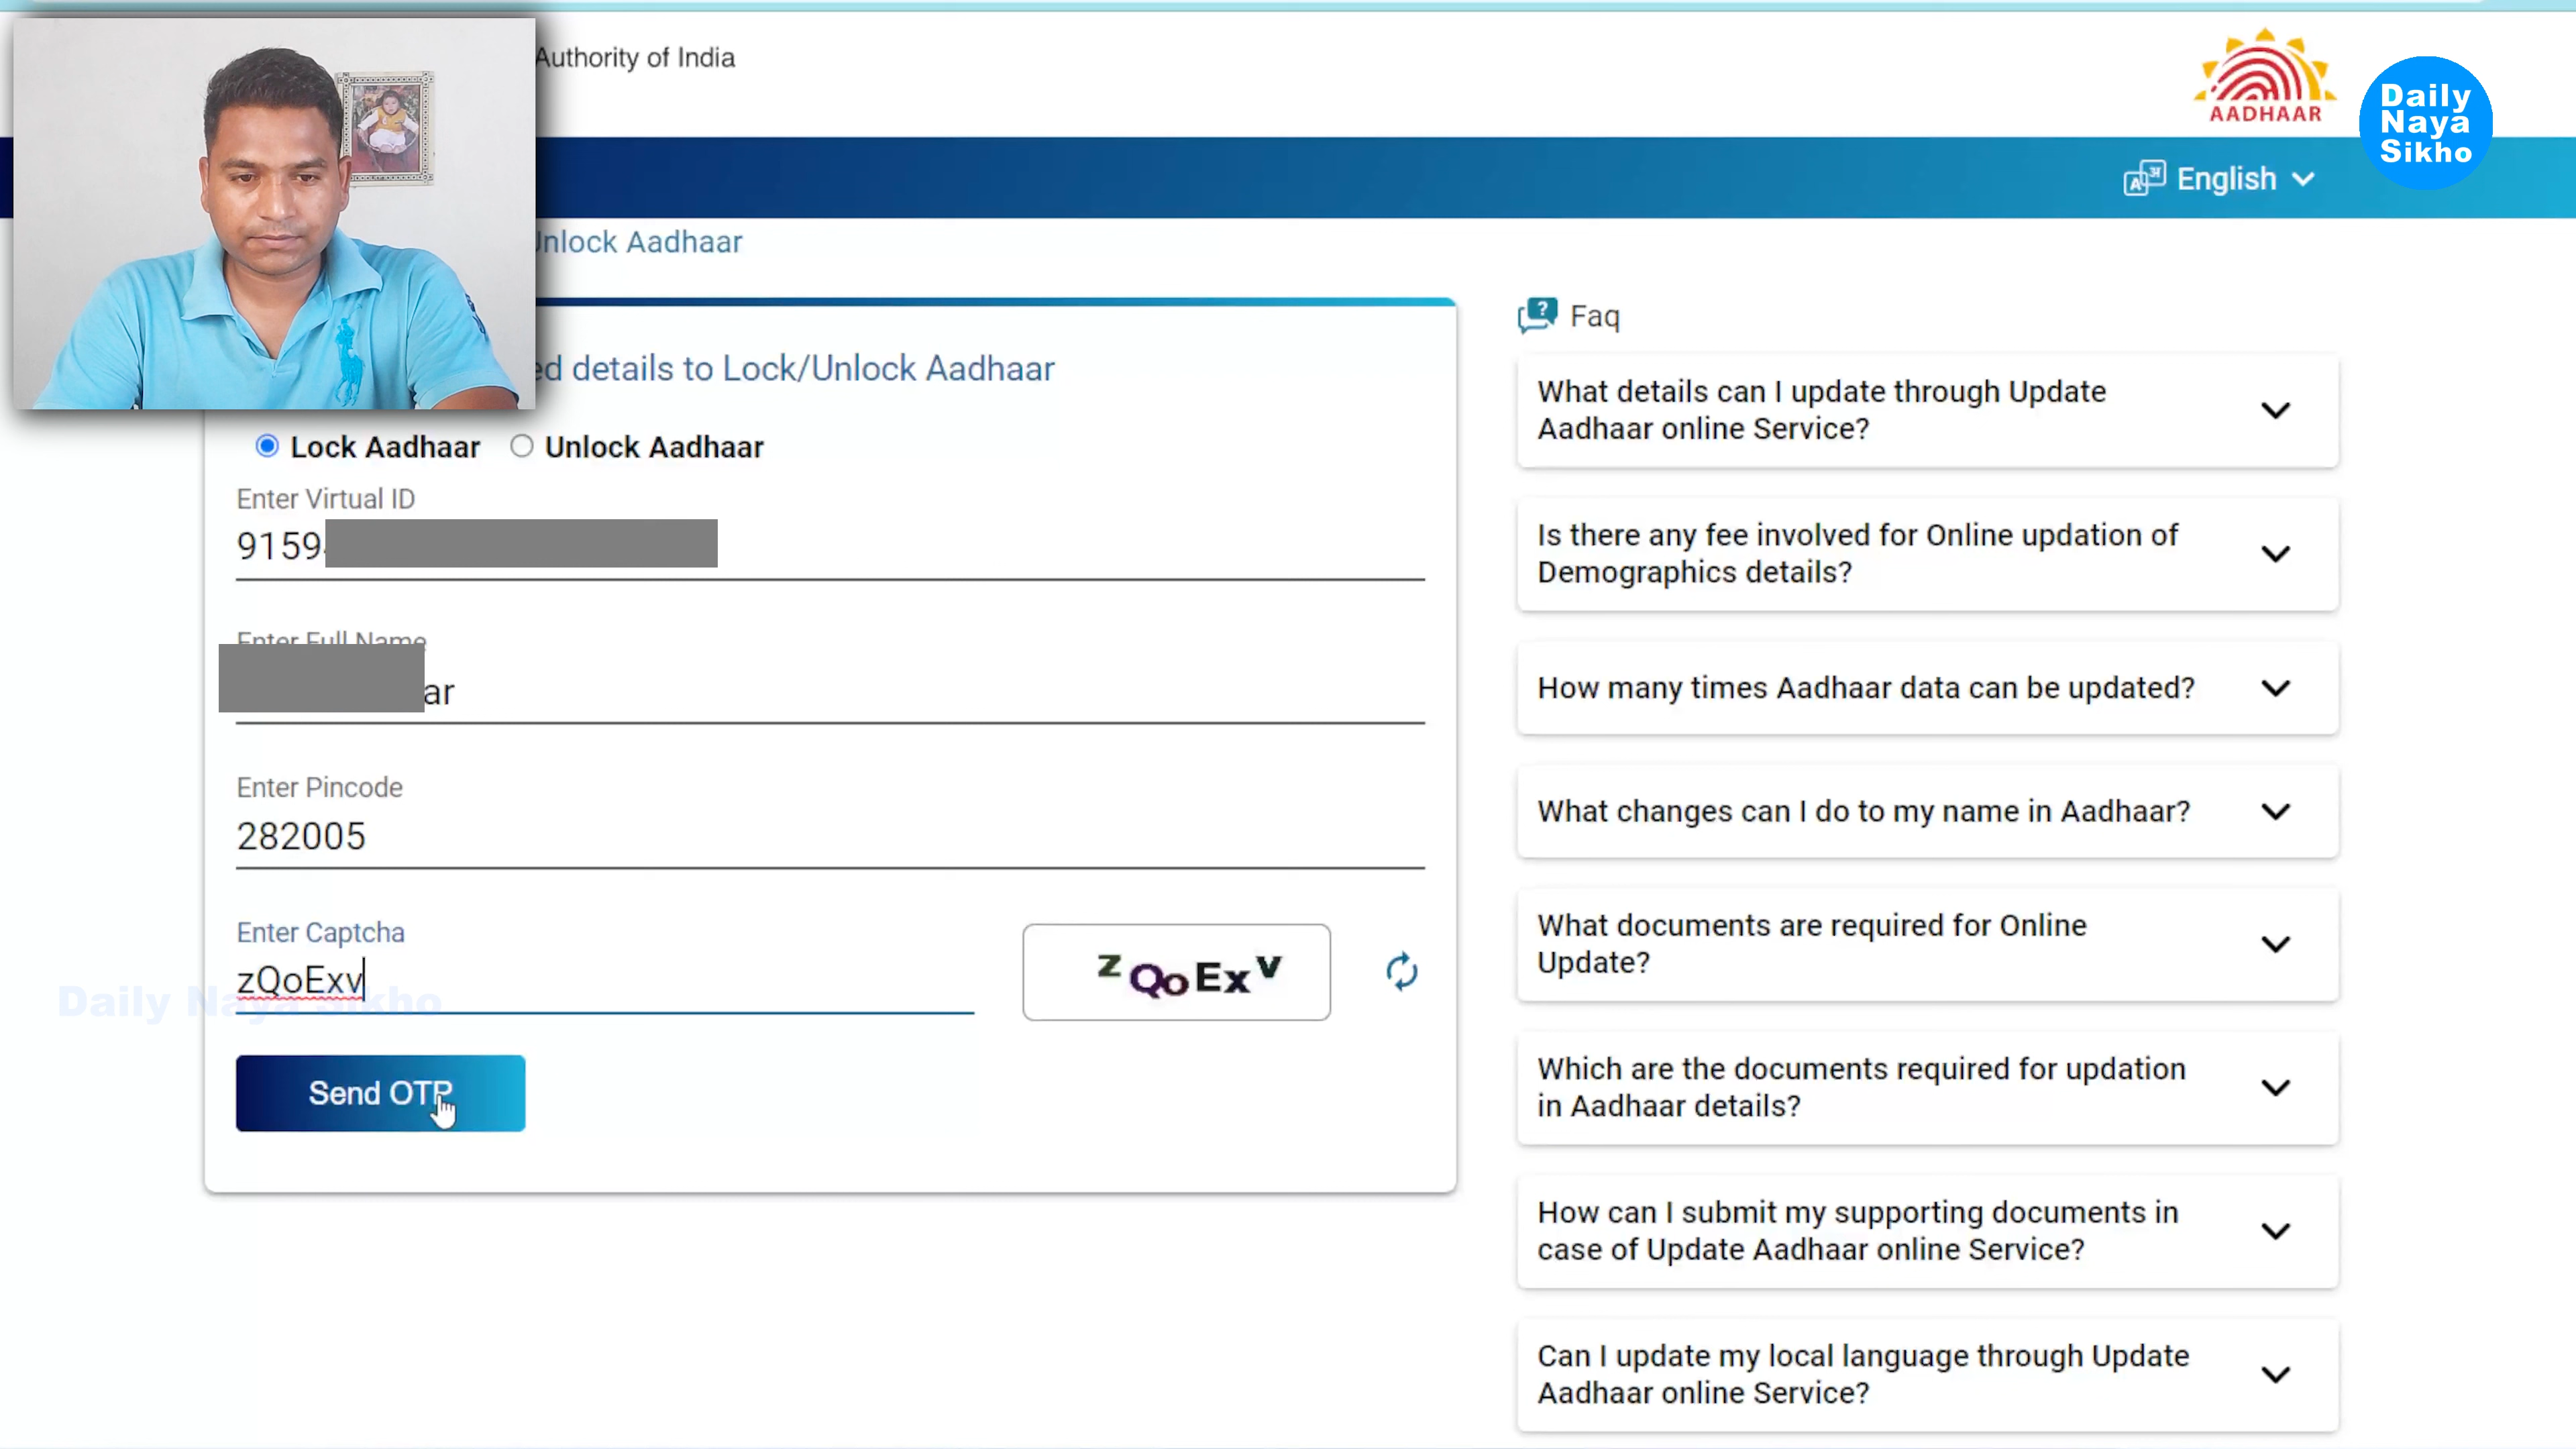 Authority of India
AADHAAR
Daily
Naya
Sikho
English
Unlock Aadhaar
details to Lock/Unlock Aadhaar
Lock Aadhaar Unlock Aadhaar
Enter Virtual ID
9159
Enter Full Name
ar
Enter Pincode
282005
Enter Captcha
zQoExv
zQoExv
Daily Naya Sikho
Send OTP
Faq
What details can I update through Update
Aadhaar online Service?
Is there any fee involved for Online updation of
Demographics details?
How many times Aadhaar data can be updated?
What changes can I do to my name in Aadhaar?
What documents are required for Online
Update?
Which are the documents required for updation
in Aadhaar details?
How can I submit my supporting documents in
case of Update Aadhaar online Service?
Can I update my local language through Update
Aadhaar online Service?